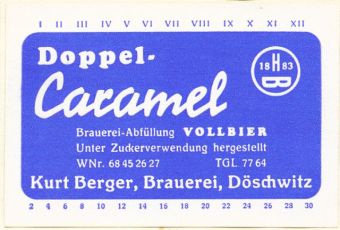 I II III IV V VI VII VIII IX X XI XII
Doppel-
Caramel
18 H 83
B
Brauerei-Abfüllung VOLLBIER
Unter Zuckerverwendung hergestellt
WNr. 68 45 26 27 TGL 77 64
Kurt Berger, Brauerei, Döschwitz
2 4 6 8 10 12 14 16 18 20 22 24 26 28 30